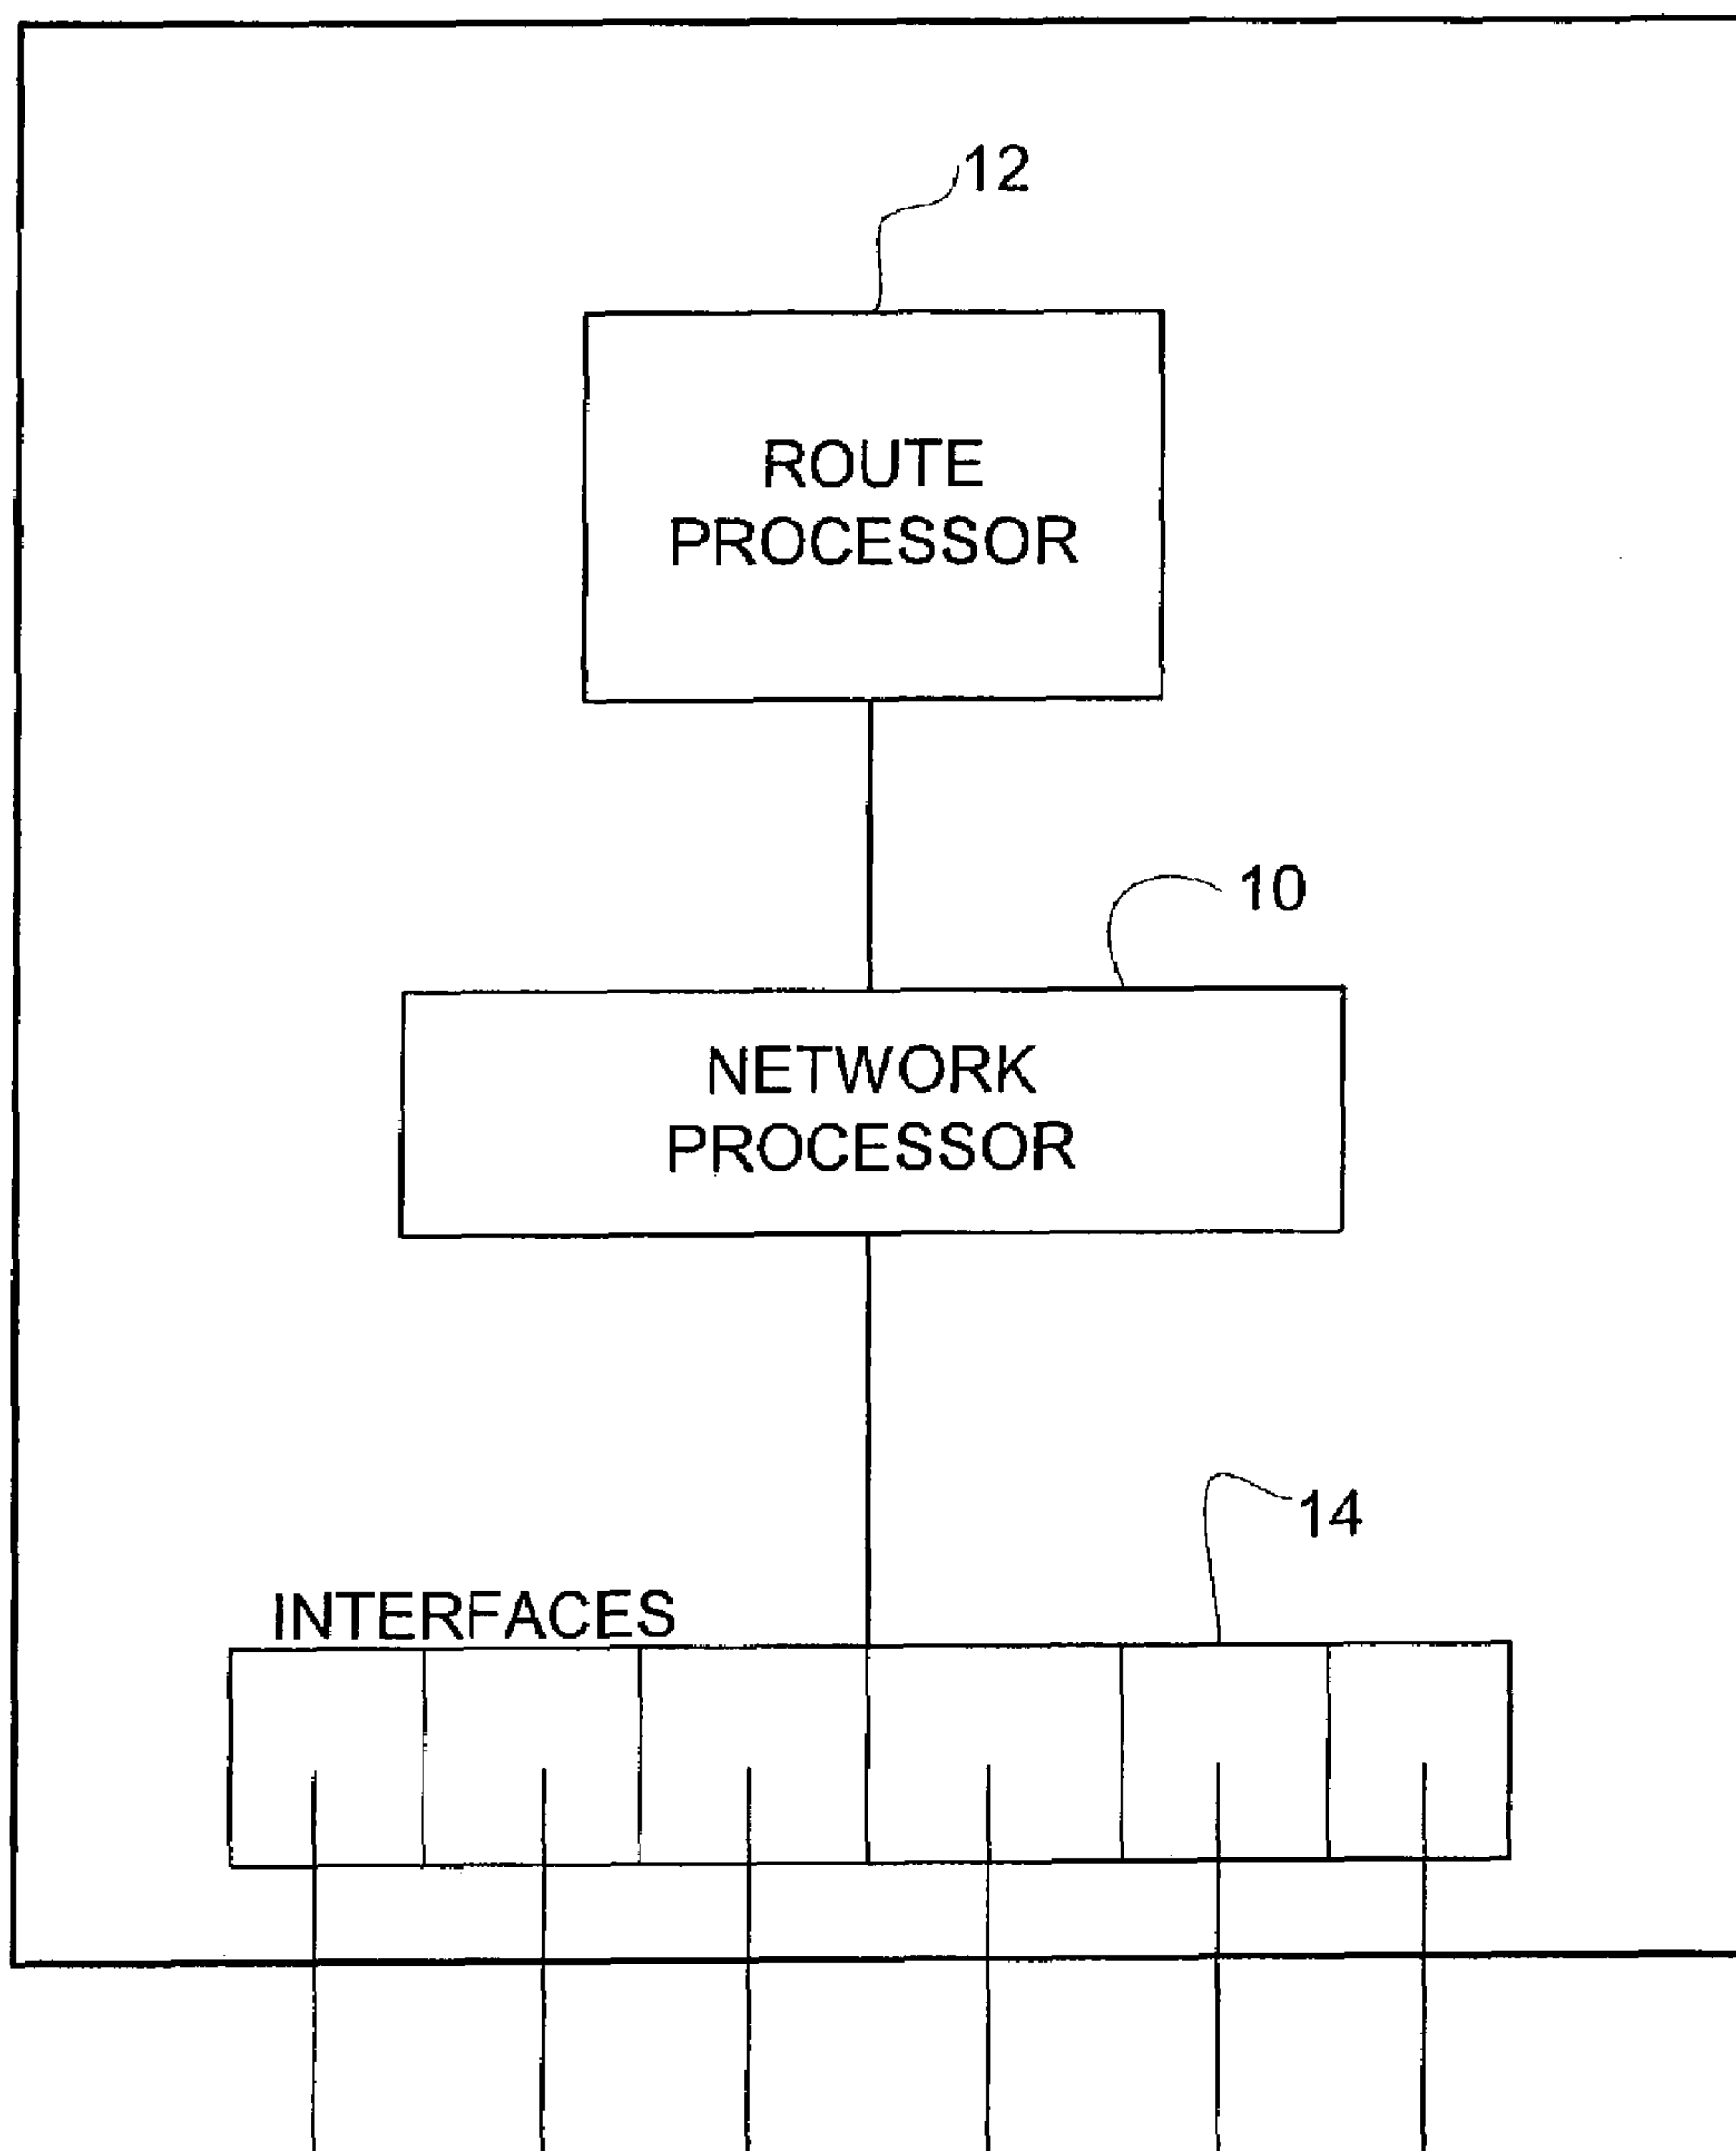 12
ROUTE
PROCESSOR
10
NETWORK
PROCESSOR
14
INTERFACES